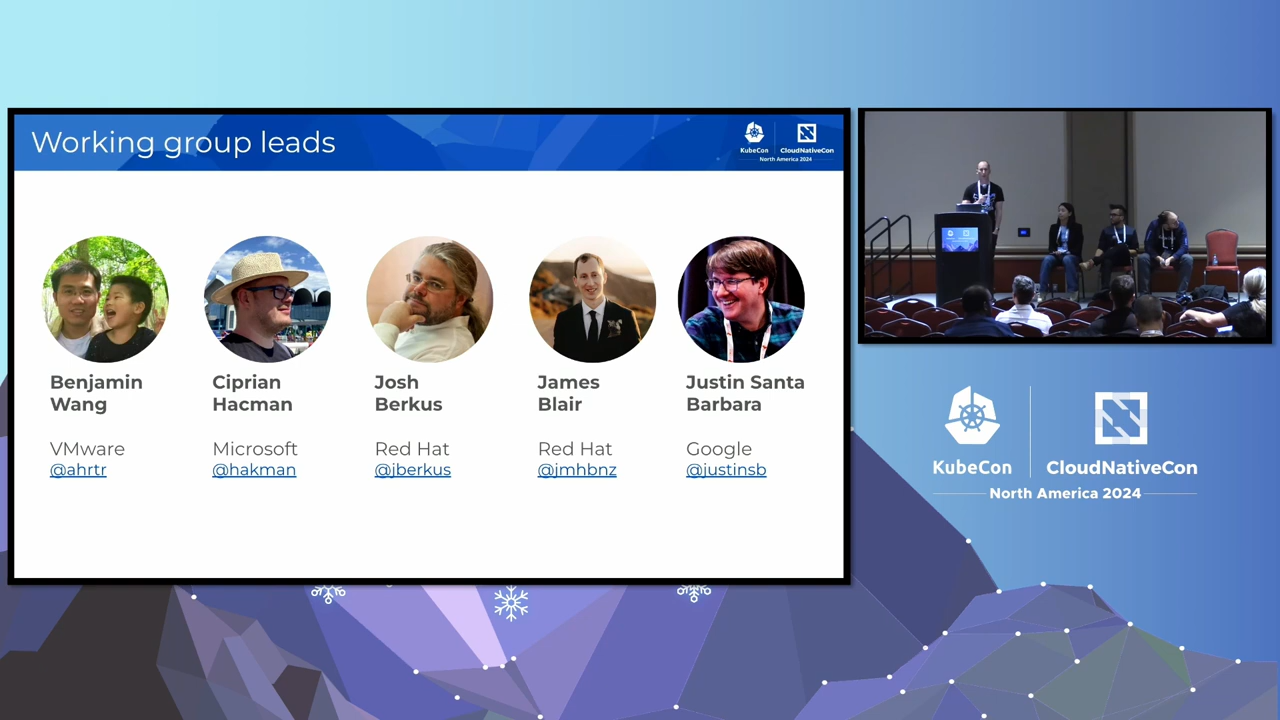 Working group leads
KubeCon
CloudNativeCon
North America 2024
Benjamin
Wang
VMware
@ahrtr
Ciprian
Hacman
Microsoft
@hakman
Josh
Berkus
Red Hat
@jberkus
James
Blair
Red Hat
@jmhbnz
Justin Santa
Barbara
Google
@justinsb
KubeCon
CloudNativeCon
North America 2024